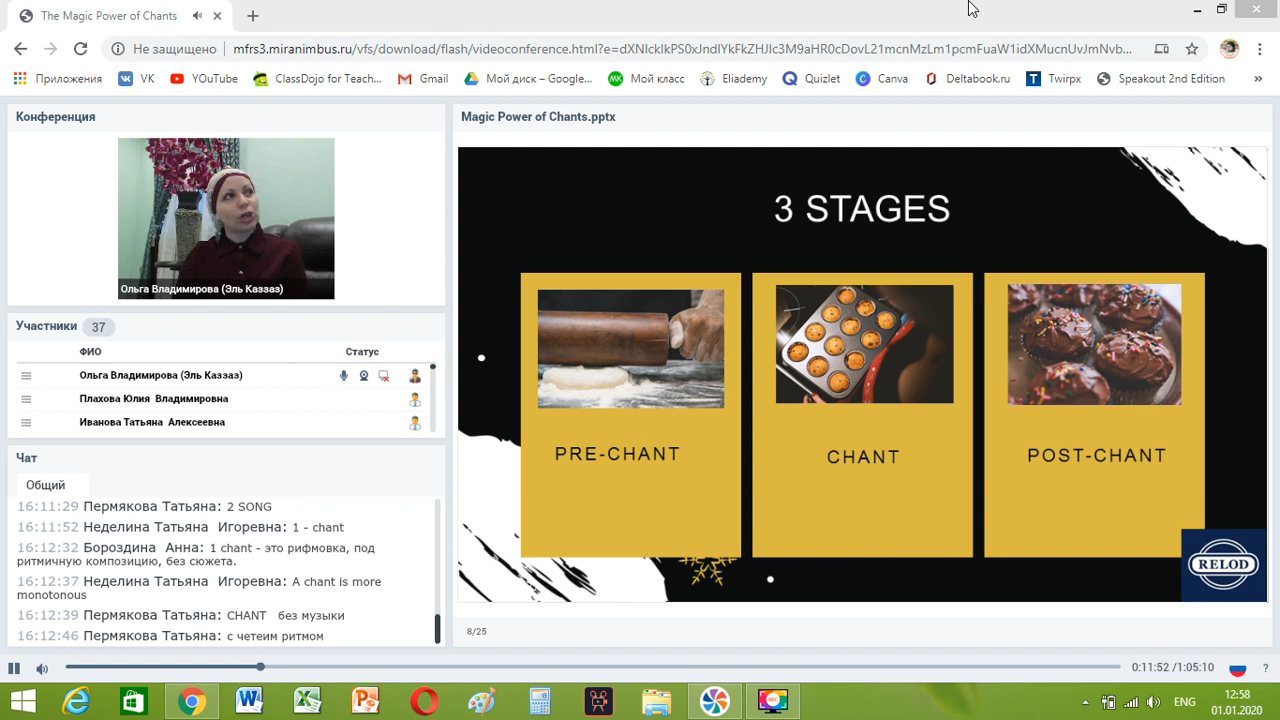 The Magic Power of Chants
Не защищено
mfrs3.miranimbus.ru/vfs/download/flash/videoconference.html?e=
Приложения
VK
YOutube
ClassDojo for Teach...
Gmail
Мой диск – Google...
Мой класс
Eliademy
Quizlet
Canva
Deltabook.ru
Twirpx
Speakout 2nd Edition
Конференция
Ольга Владимирова (Эль Каззаз)
Участники 37
ФИО Статус
Ольга Владимирова (Эль Каззаз)
Плахова Юлия Владимировна
Иванова Татьяна Алексеевна
Чат
Общий
16:11:29 Пермякова Татьяна: 2 SONG
16:11:52 Неделина Татьяна Игоревна: 1 - chant
16:12:32 Бороздина Анна: 1 chant - это рифмовка, под
ритмичную композицию, без сюжета.
16:12:37 Неделина Татьяна Игоревна: A chant is more
monotonous
16:12:39 Пермякова Татьяна: CHANT без музыки
16:12:46 Пермякова Татьяна: с четеим ритмом
Magic Power of Chants.pptx
3 STAGES
PRE-CHANT
CHANT
POST-CHANT
RELOD
8/25
0:11:52 /1:05:10
?
ENG
12:58
01.01.2020